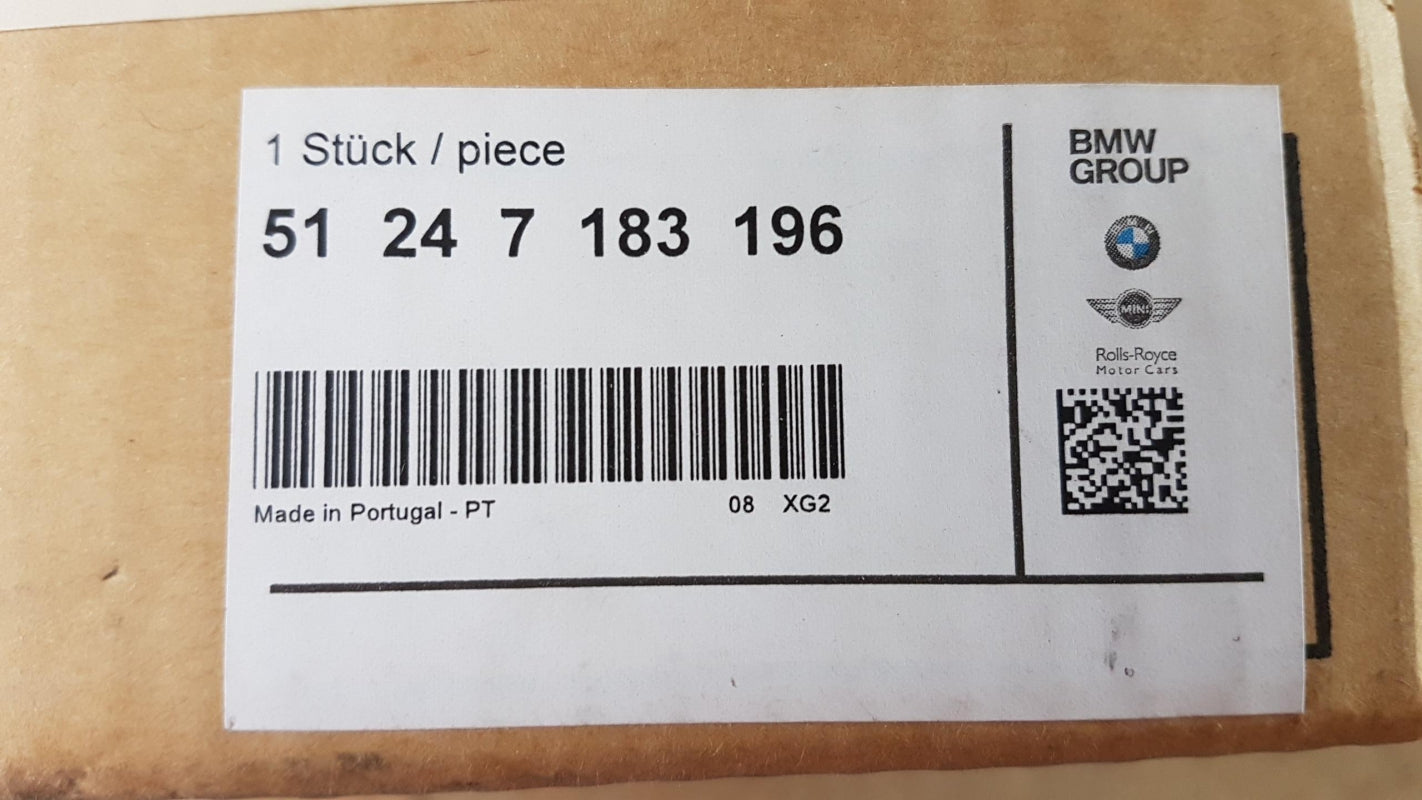 1 Stück / piece
51 24 7 183 196
Made in Portugal - PT
08 XG2
BMW
GROUP
MINI
Rolls-Royce
Motor Cars